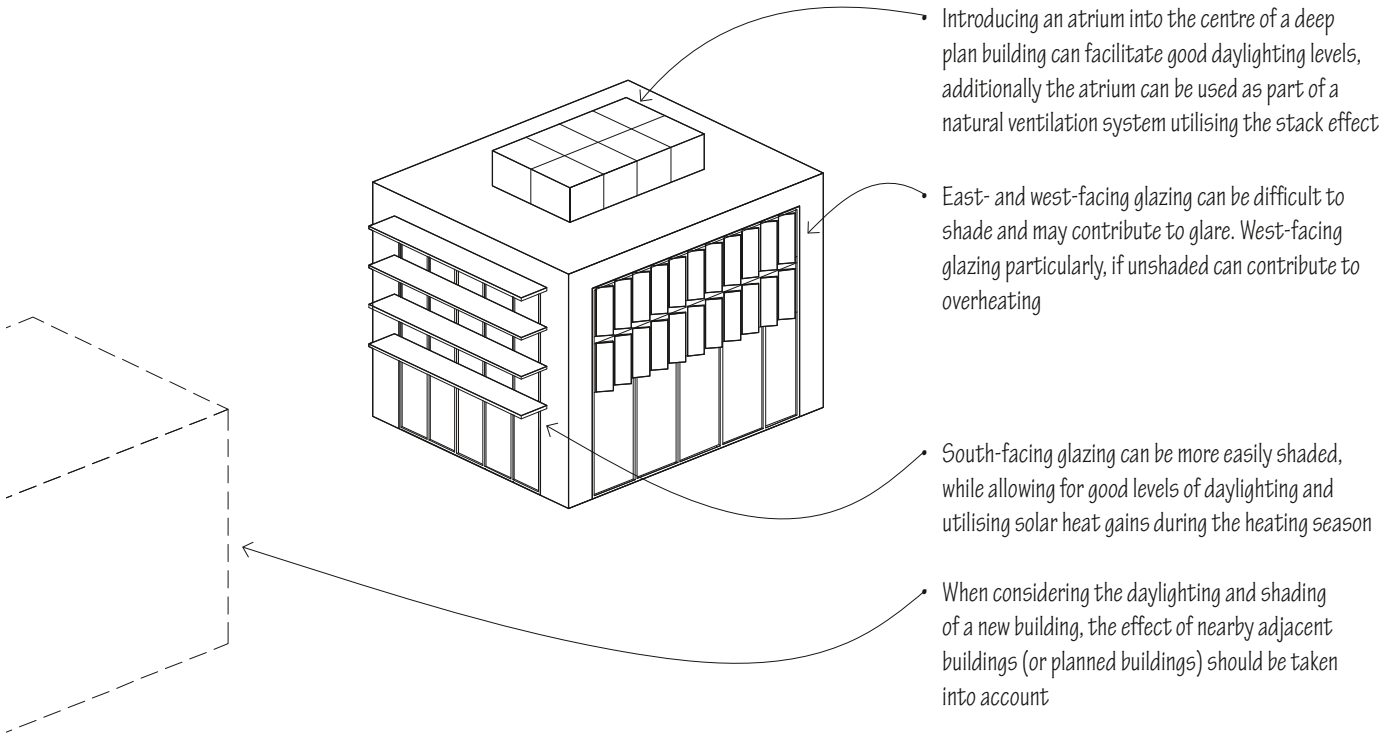 Introducing an atrium into the centre of a deep
plan building can facilitate good daylighting levels,
additionally the atrium can be used as part of a
natural ventilation system utilising the stack effect
East- and west-facing glazing can be difficult to
shade and may contribute to glare. West-facing
glazing particularly, if unshaded can contribute to
overheating
South-facing glazing can be more easily shaded,
while allowing for good levels of daylighting and
utilising solar heat gains during the heating season
When considering the daylighting and shading
of a new building, the effect of nearby adjacent
buildings (or planned buildings) should be taken
into account